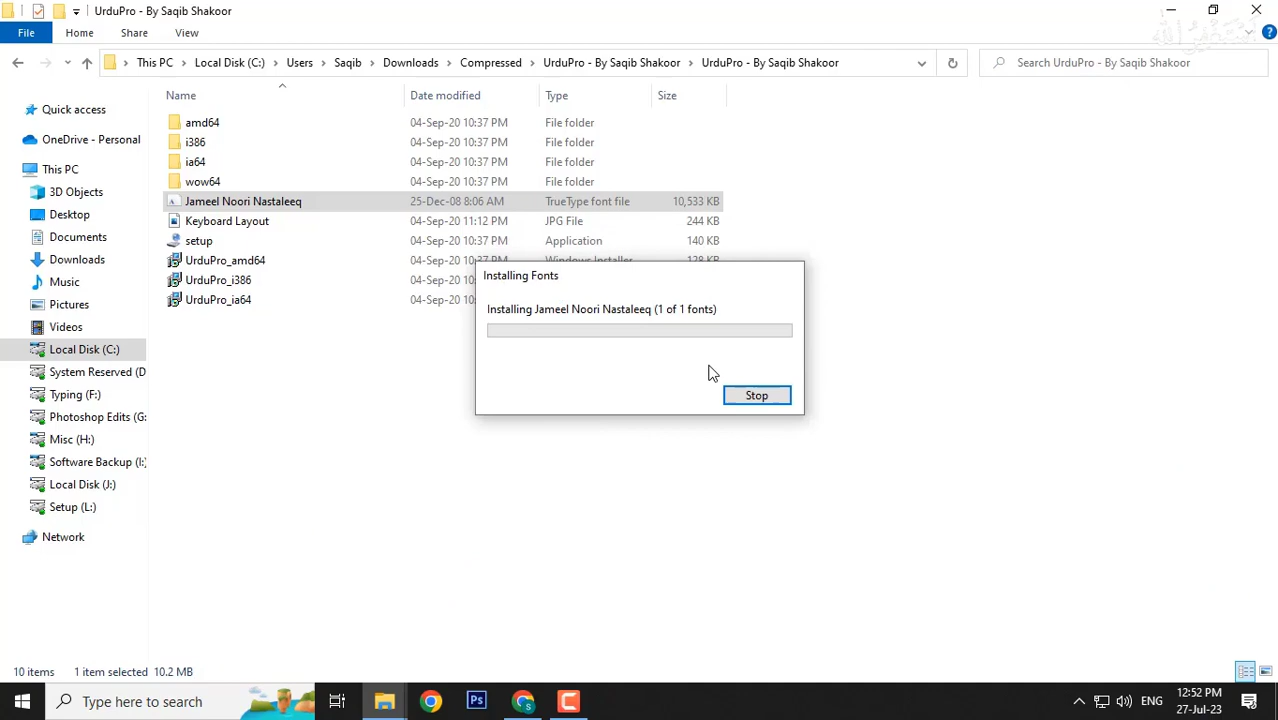 UrduPro - By Saqib Shakoor
File Home Share View
This PC Local Disk (C:) Users Saqib Downloads Compressed UrduPro - By Saqib Shakoor UrduPro - By Saqib Shakoor Search UrduPro - By Saqib Shakoor
Name Date modified Type Size
Quick access
OneDrive - Personal
This PC
3D Objects
Desktop
Documents
Downloads
Music
Pictures
Videos
Local Disk (C:)
System Reserved (D
Typing (F:)
Photoshop Edits (G:
Misc (H:)
Software Backup (I:)
Local Disk (J:)
Setup (L:)
Network
amd64 04-Sep-20 10:37 PM File folder
i386 04-Sep-20 10:37 PM File folder
ia64 04-Sep-20 10:37 PM File folder
wow64 04-Sep-20 10:37 PM File folder
Jameel Noori Nastaleeq 25-Dec-08 8:06 AM TrueType font file 10,533 KB
Keyboard Layout 04-Sep-20 11:12 PM JPG File 244 KB
setup 04-Sep-20 10:37 PM Application 140 KB
UrduPro_amd64 04-Sep-20 10:37 PM Windows Installer 128 KB
UrduPro_i386 04-Sep-20 10
UrduPro_ia64 04-Sep-20 10
Installing Fonts
Installing Jameel Noori Nastaleeq (1 of 1 fonts)
Stop
10 items 1 item selected 10.2 MB
Type here to search
Ps
S
ENG
12:52 PM
27-Jul-23